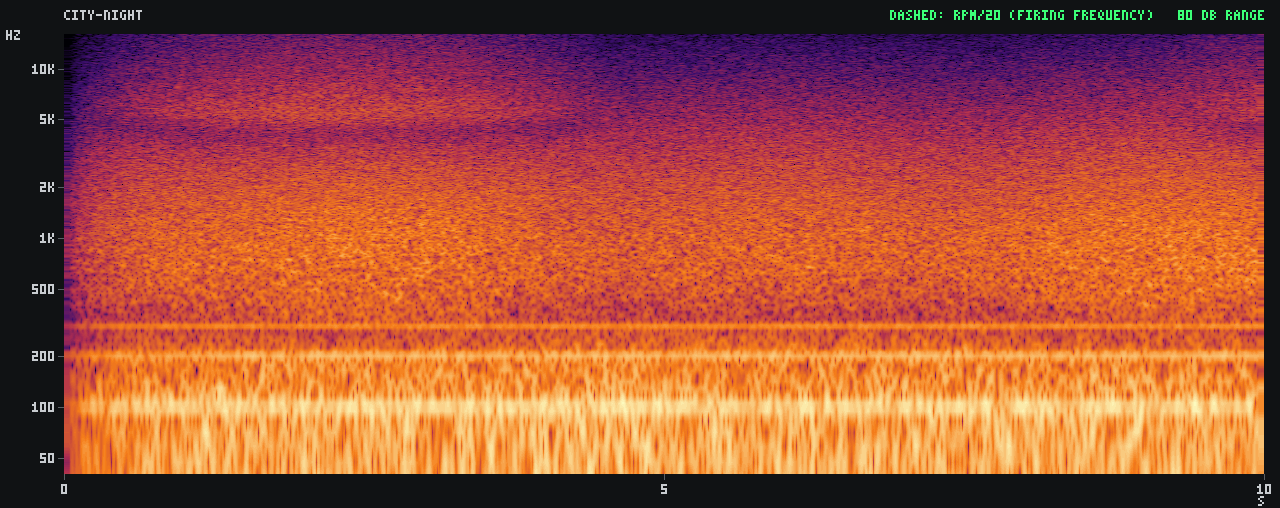 CITY-NIGHT
DASHED: RPM/20 (FIRING FREQUENCY) 80 DB RANGE
HZ
10K
5K
2K
1K
500
200
100
50
0 5 10
S